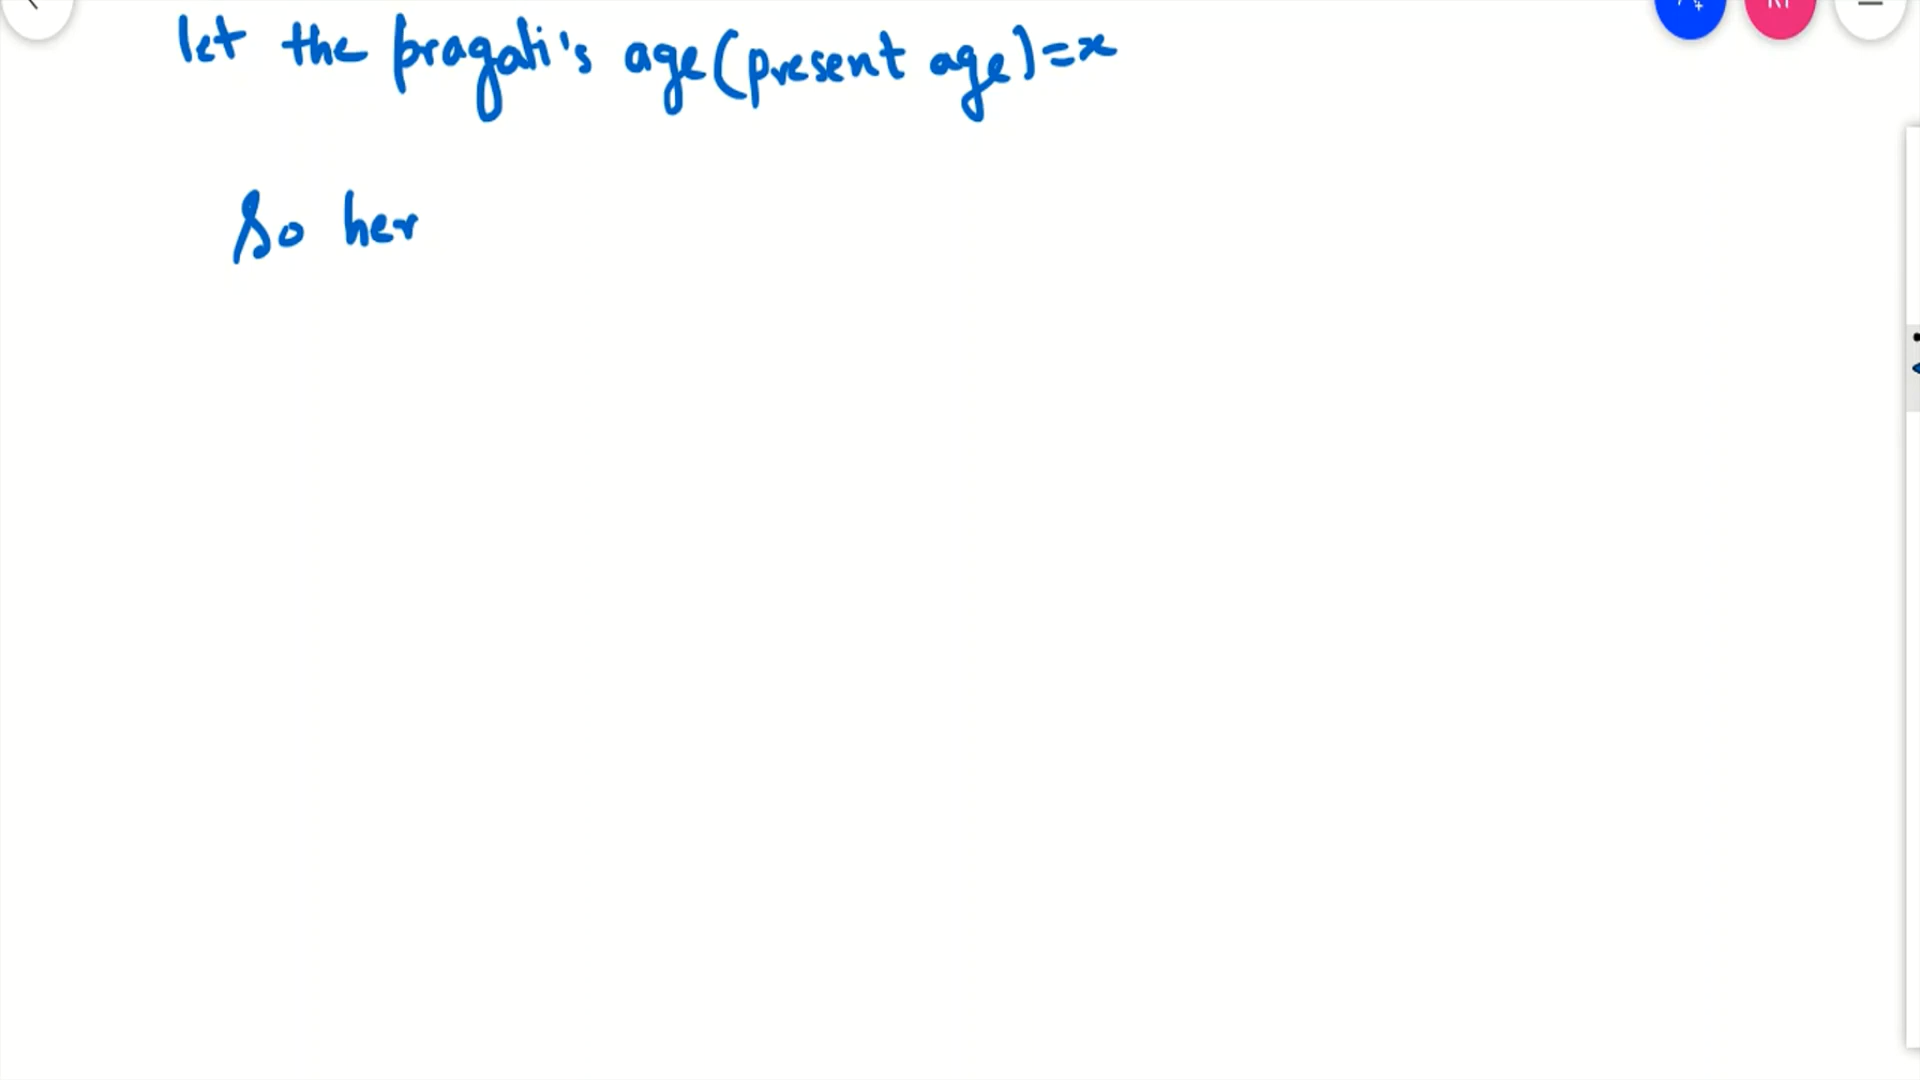 let the pragati's age (present age) = x
So her